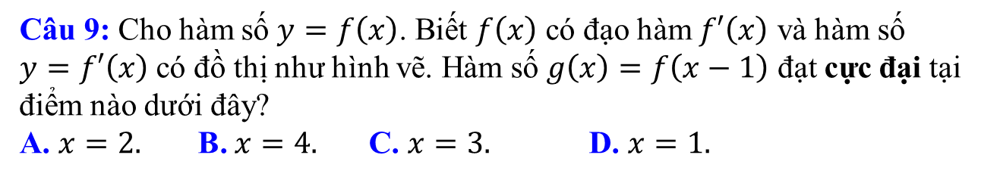 Câu 9: Cho hàm số y = f(x). Biết f(x) có đạo hàm f′(x) và hàm số
y = f′(x) có đồ thị như hình vẽ. Hàm số g(x) = f(x − 1) đạt cực đại tại
điểm nào dưới đây?
A. x = 2. B. x = 4. C. x = 3. D. x = 1.